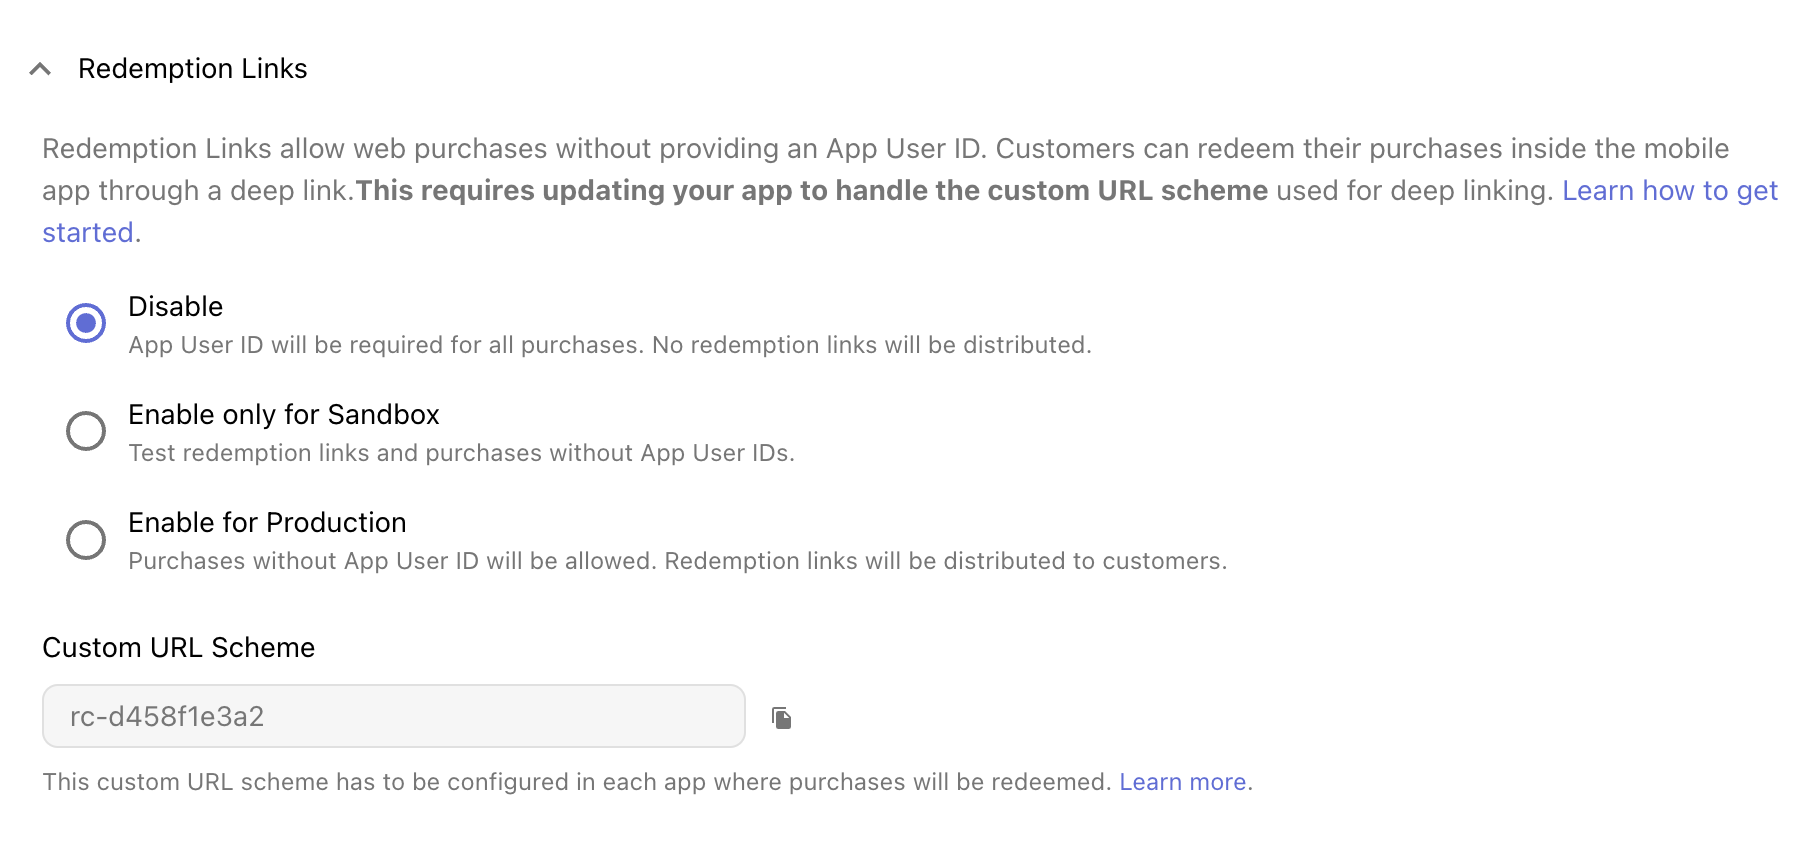 Redemption Links
Redemption Links allow web purchases without providing an App User ID. Customers can redeem their purchases inside the mobile
app through a deep link.This requires updating your app to handle the custom URL scheme used for deep linking. Learn how to get
started.
Disable
App User ID will be required for all purchases. No redemption links will be distributed.
Enable only for Sandbox
Test redemption links and purchases without App User IDs.
Enable for Production
Purchases without App User ID will be allowed. Redemption links will be distributed to customers.
Custom URL Scheme
rc-d458f1e3a2
This custom URL scheme has to be configured in each app where purchases will be redeemed. Learn more.